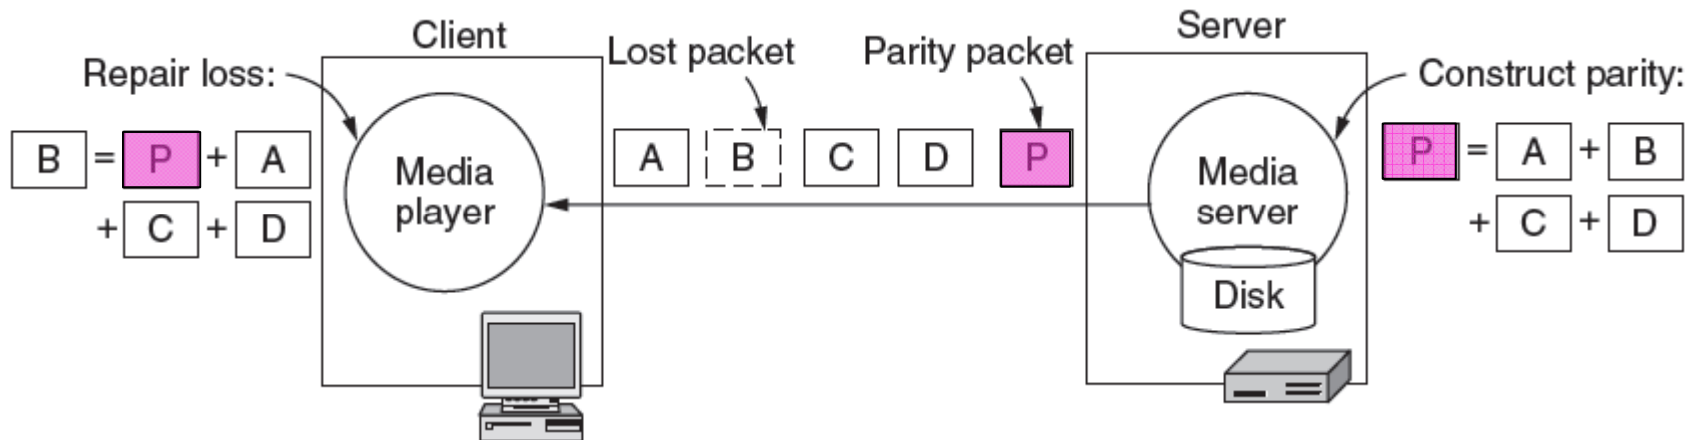 Client
Server
Lost packet
Parity packet
Repair loss:
Construct parity:
B = P + A
+ C + D
Media
player
A B C D P
Media
server
Disk
P = A + B
+ C + D